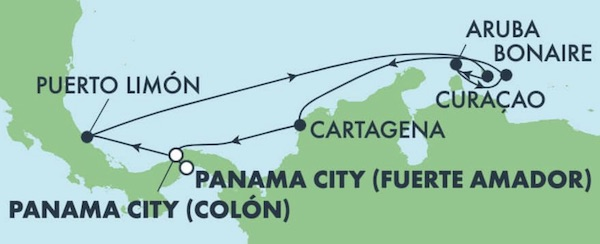 ARUBA
BONAIRE
PUERTO LIMÓN
CURAÇAO
CARTAGENA
PANAMA CITY (FUERTE AMADOR)
PANAMA CITY (COLÓN)